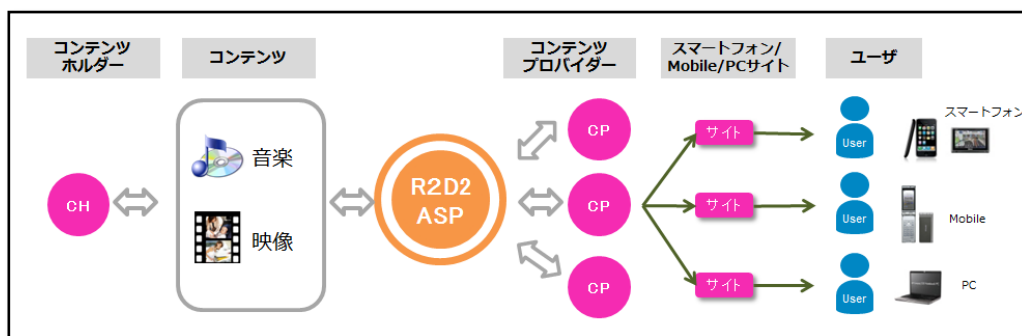 コンテンツ
ホルダー
コンテンツ
コンテンツ
プロバイダー
スマートフォン/
Mobile/PCサイト
ユーザ
CH
音楽
映像
R2D2
ASP
CP
サイト
User
スマートフォン
CP
サイト
User
Mobile
CP
サイト
User
PC